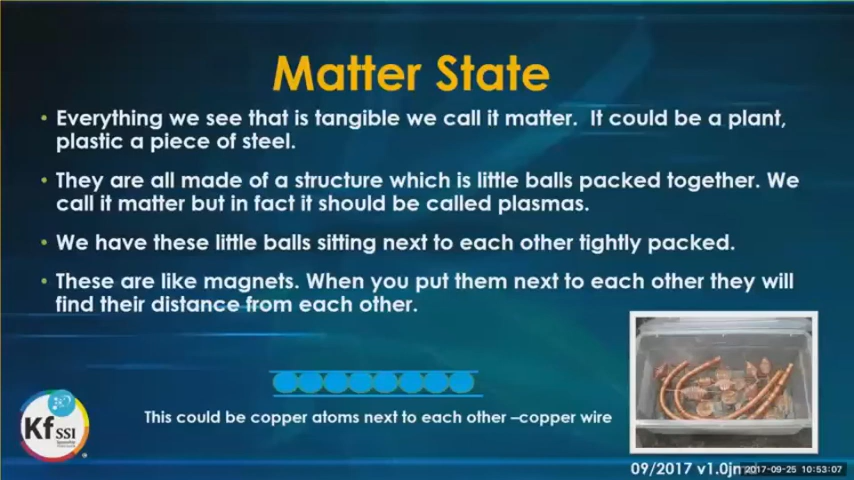 Matter State
• Everything we see that is tangible we call it matter.  It could be a plant,
plastic a piece of steel.
• They are all made of a structure which is little balls packed together. We
call it matter but in fact it should be called plasmas.
• We have these little balls sitting next to each other tightly packed.
• These are like magnets. When you put them next to each other they will
find their distance from each other.
This could be copper atoms next to each other –copper wire
Kf SSI
09/2017 v1.0jn
2017-09-25 10:53:07